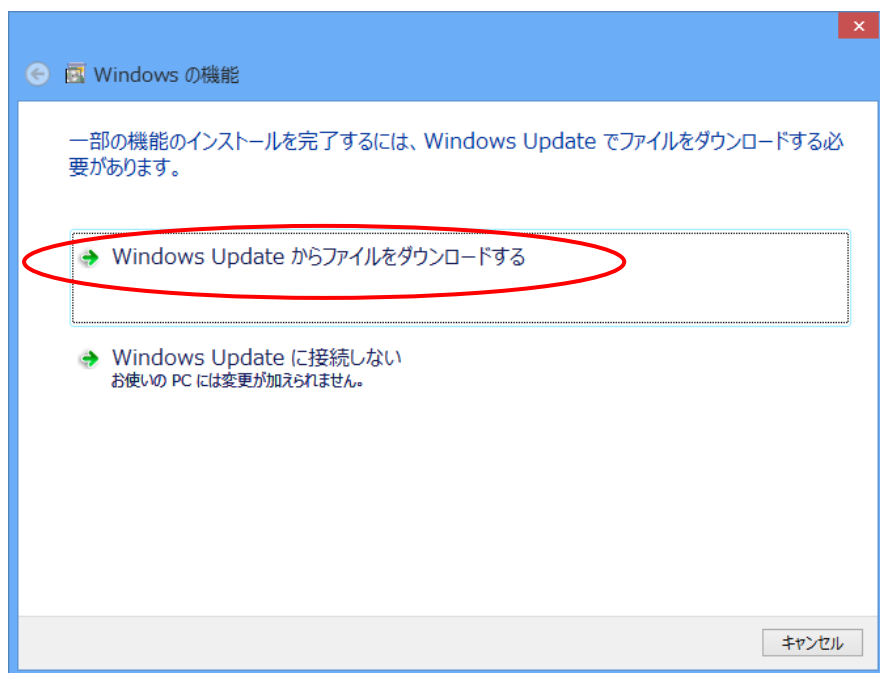 Windows の機能
一部の機能のインストールを完了するには、Windows Update でファイルをダウンロードする必
要があります。
Windows Update からファイルをダウンロードする
Windows Update に接続しない
お使いの PC には変更が加えられません。
キャンセル